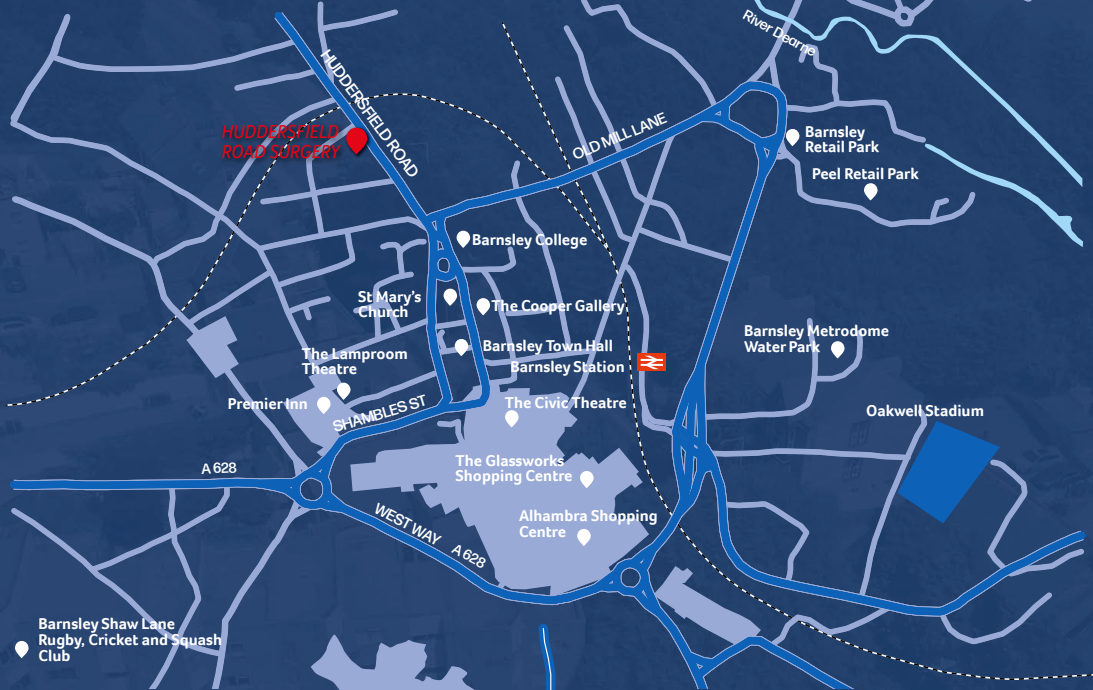 River Dearne
HUDDERSFIELD ROAD
HUDDERSFIELD
ROAD SURGERY
OLD MILL LANE
Barnsley
Retail Park
Peel Retail Park
Barnsley College
St Mary's
Church
The Cooper Gallery
Barnsley Town Hall
Barnsley Station
Barnsley Metrodome
Water Park
The Lamproom
Theatre
Premier Inn
SHAMBLES ST
The Civic Theatre
Oakwell Stadium
A 628
The Glassworks
Shopping Centre
WEST WAY A 628
Alhambra Shopping
Centre
Barnsley Shaw Lane
Rugby, Cricket and Squash
Club